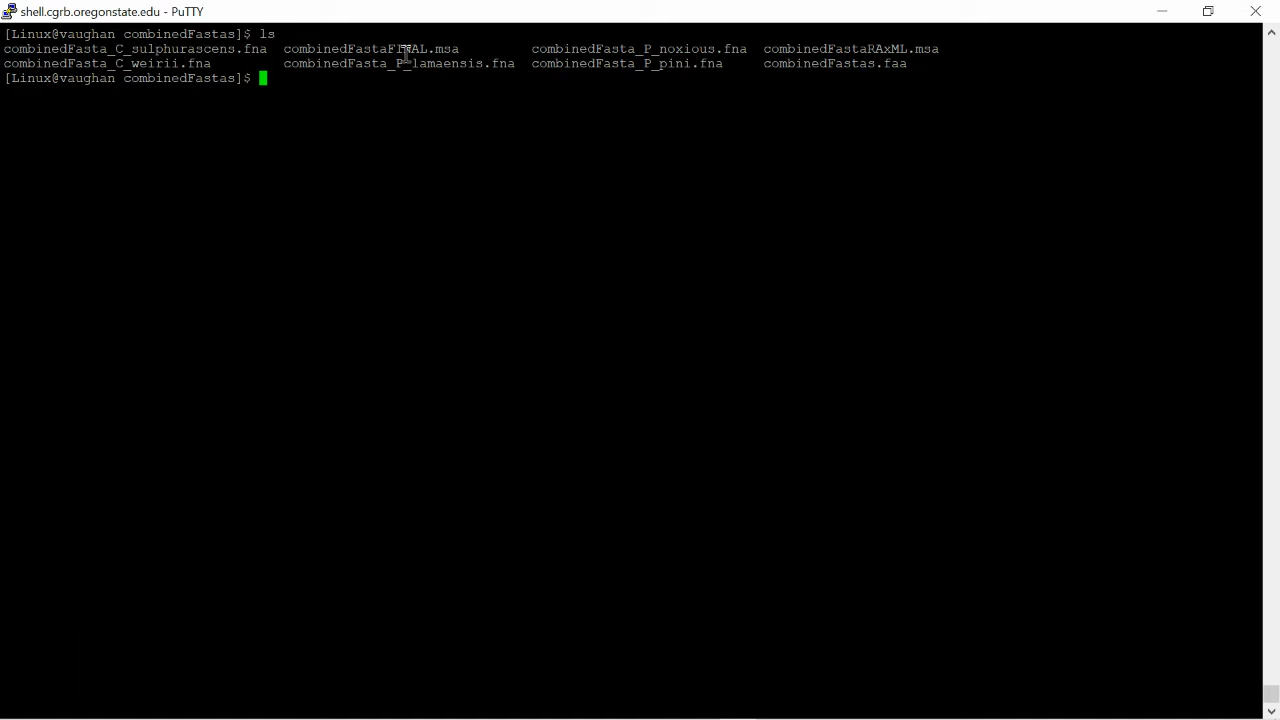 shell.cgrb.oregonstate.edu - PuTTY
[Linux@vaughan combinedFastas]$ ls
combinedFasta_C_sulphurascens.fna combinedFastaFINAL.msa combinedFasta_P_noxious.fna combinedFastaRAxML.msa
combinedFasta_C_weirii.fna combinedFasta_P_lamaensis.fna combinedFasta_P_pini.fna combinedFastas.faa
[Linux@vaughan combinedFastas]$